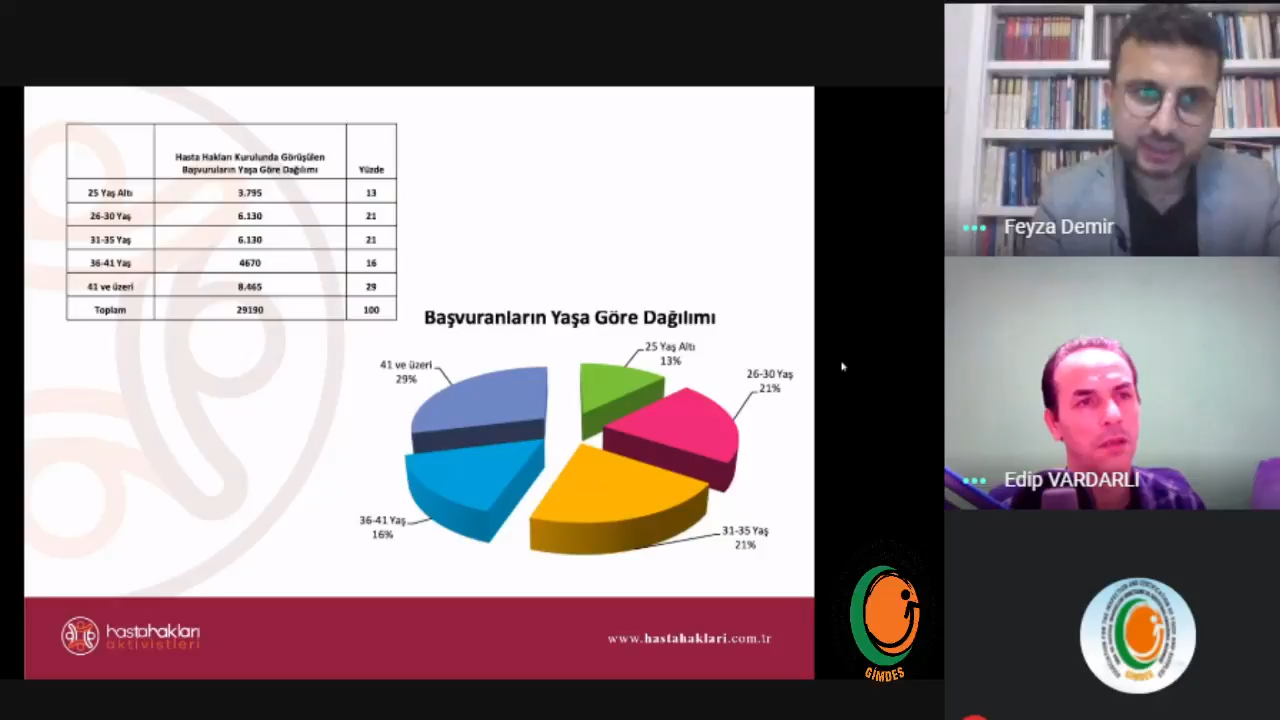 Hasta Hakları Kurulunda Görüşülen
Başvuruların Yaşa Göre Dağılımı
Yüzde
25 Yaş Altı 3.795 13
26-30 Yaş 6.130 21
31-35 Yaş 6.130 21
36-41 Yaş 4670 16
41 ve üzeri 8.465 29
Toplam 29190 100
Başvuranların Yaşa Göre Dağılımı
25 Yaş Altı
13%
26-30 Yaş
21%
31-35 Yaş
21%
36-41 Yaş
16%
41 ve üzeri
29%
hastahakları
aktivistleri
www.hastahaklari.com.tr
GİMDES
Feyza Demir
Edip VARDARLI
GİMDES